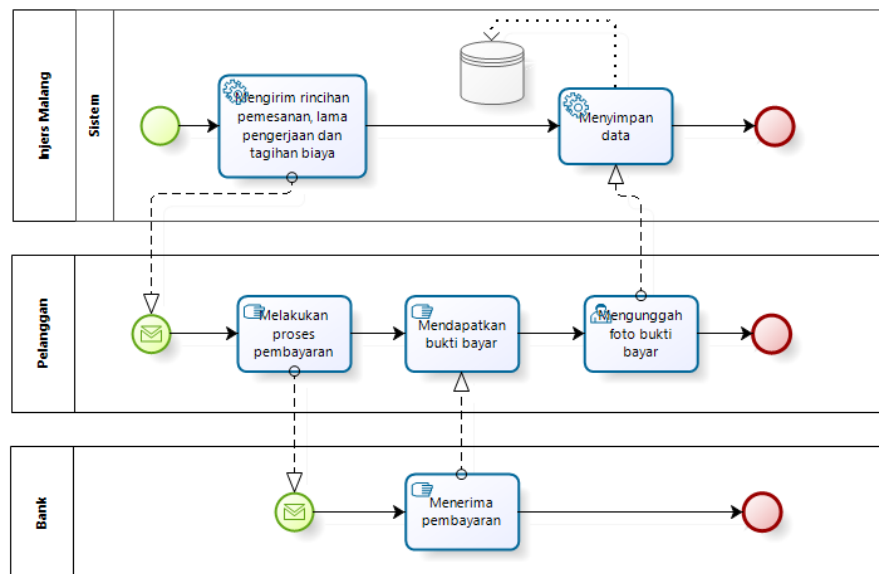 Injers Malang
Sistem
Mengirim rincihan
pemesanan, lama
pengerjaan dan
tagihan biaya
Menyimpan
data
Pelanggan
Melakukan
proses
pembayaran
Mendapatkan
bukti bayar
Mengunggah
foto bukti
bayar
Bank
Menerima
pembayaran